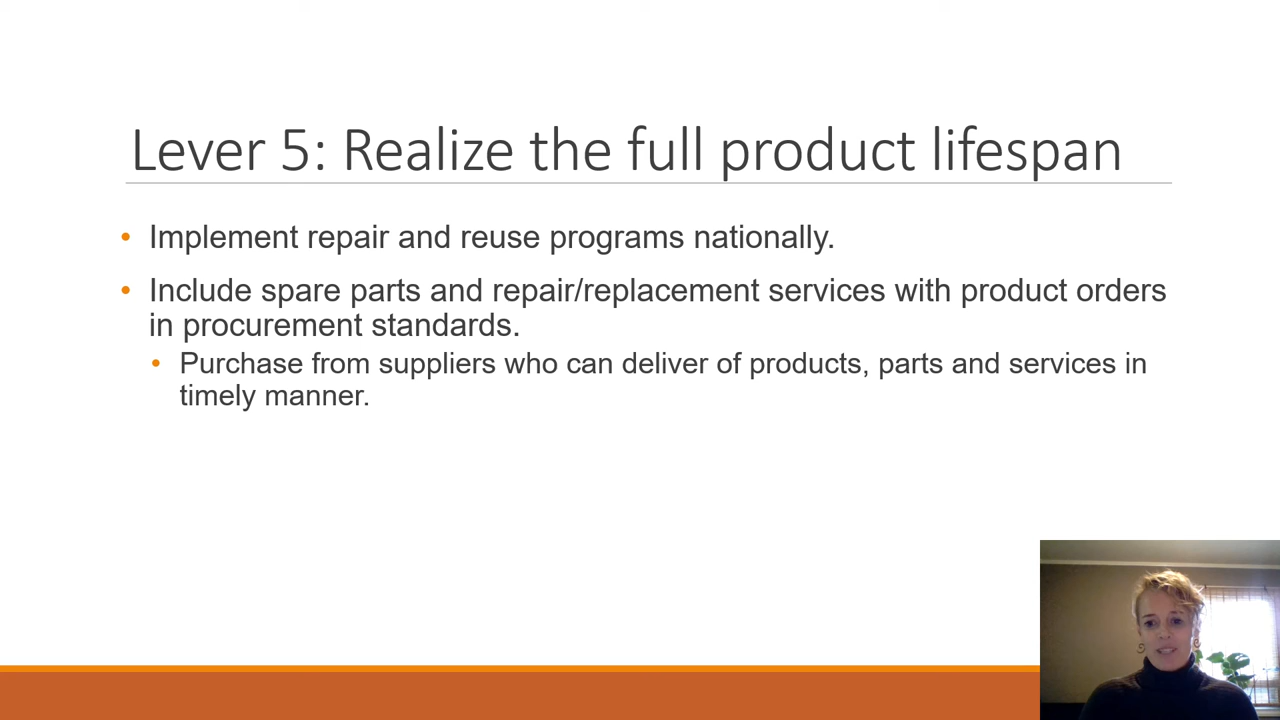 Lever 5: Realize the full product lifespan
• Implement repair and reuse programs nationally.
• Include spare parts and repair/replacement services with product orders
in procurement standards.
• Purchase from suppliers who can deliver of products, parts and services in
timely manner.